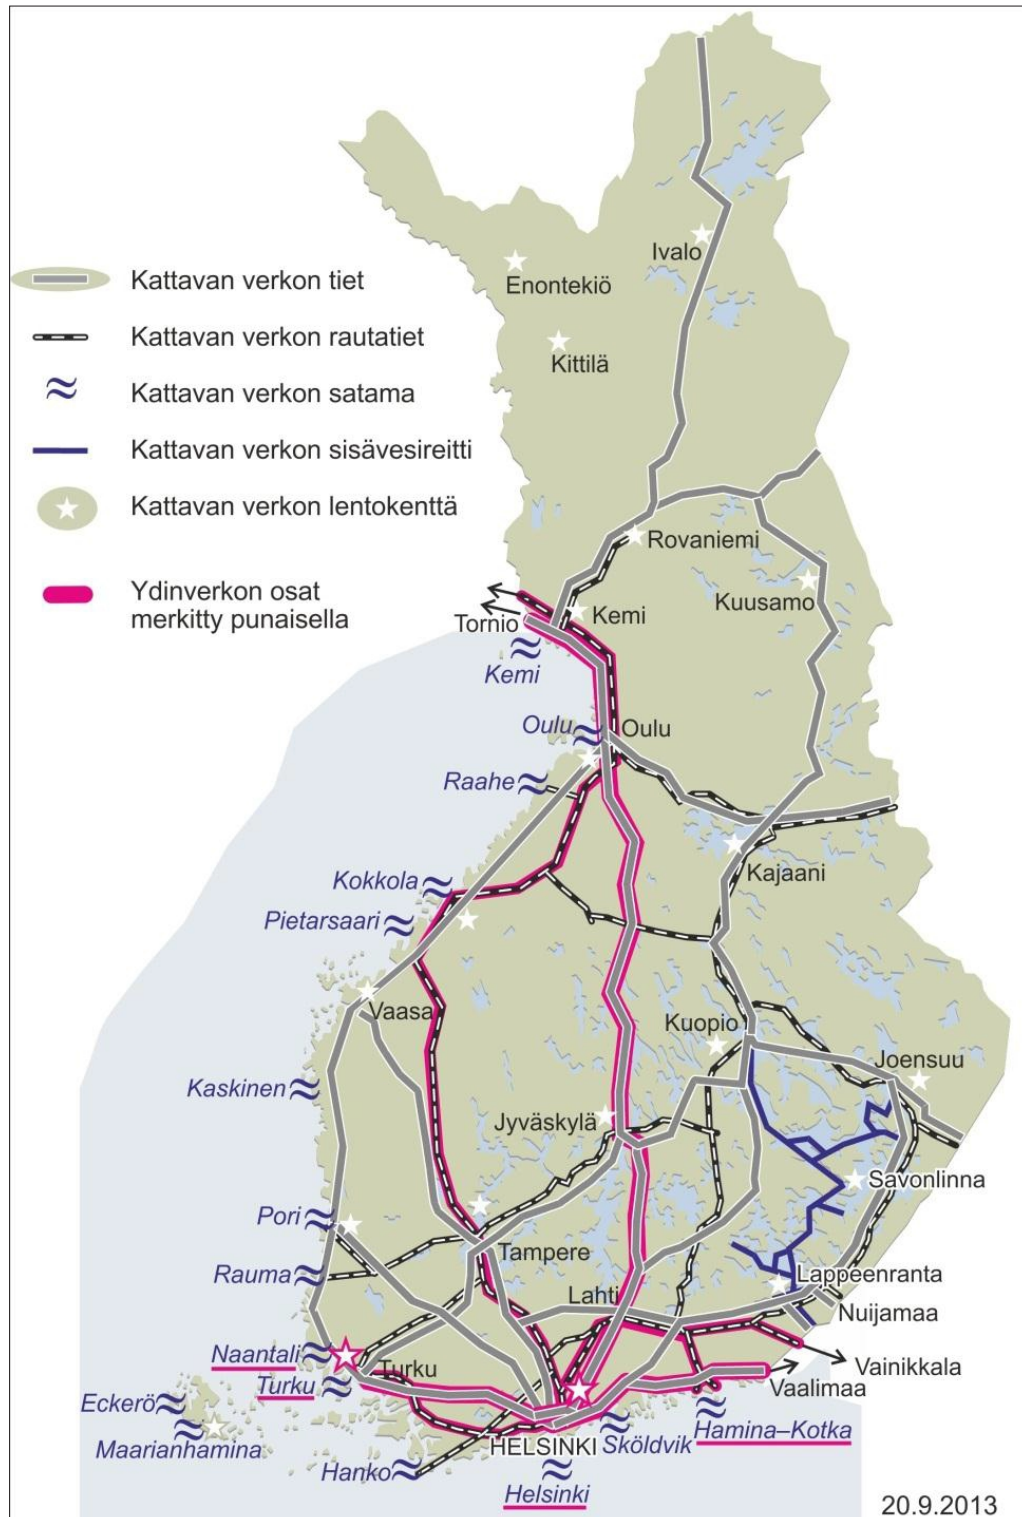 Kattavan verkon tiet
Kattavan verkon rautatiet
Kattavan verkon satama
Kattavan verkon sisävesireitti
Kattavan verkon lentokenttä
Ydinverkon osat
merkitty punaisella
Ivalo
Enontekiö
Kittilä
Rovaniemi
Kuusamo
Kemi
Tornio
Kemi
Oulu
Oulu
Raahe
Kajaani
Kokkola
Pietarsaari
Vaasa
Kuopio
Joensuu
Kaskinen
Jyväskylä
Savonlinna
Pori
Tampere
Rauma
Lappeenranta
Lahti
Nuijamaa
Naantali
Turku
Vainikkala
Turku
Vaalimaa
Eckerö
Maarianhamina
Hamina–Kotka
HELSINKI
Sköldvik
Hanko
Helsinki
20.9.2013